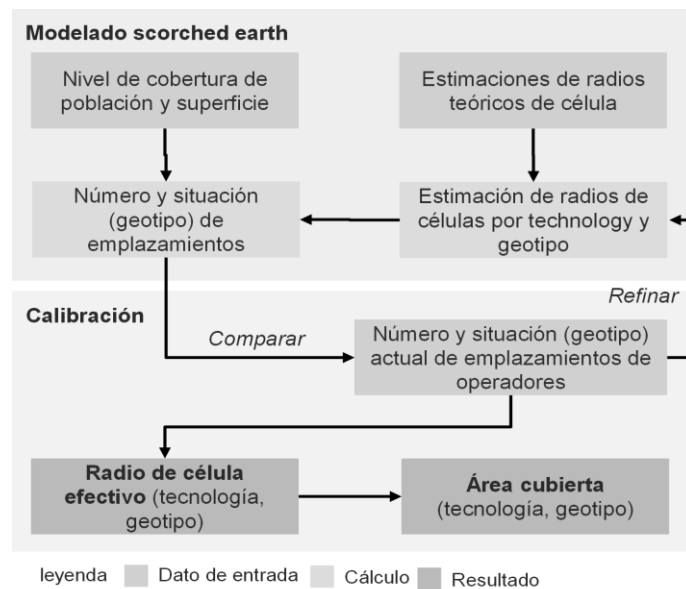 Modelado scorched earth
Nivel de cobertura de
población y superficie
Estimaciones de radios
teóricos de célula
Número y situación
(geotipo) de
emplazamientos
Estimación de radios de
células por technology y
geotipo
Refinar
Calibración
Comparar
Número y situación (geotipo)
actual de emplazamientos de
operadores
Radio de célula
efectivo (tecnología,
geotipo)
Área cubierta
(tecnología, geotipo)
leyenda Dato de entrada Cálculo Resultado